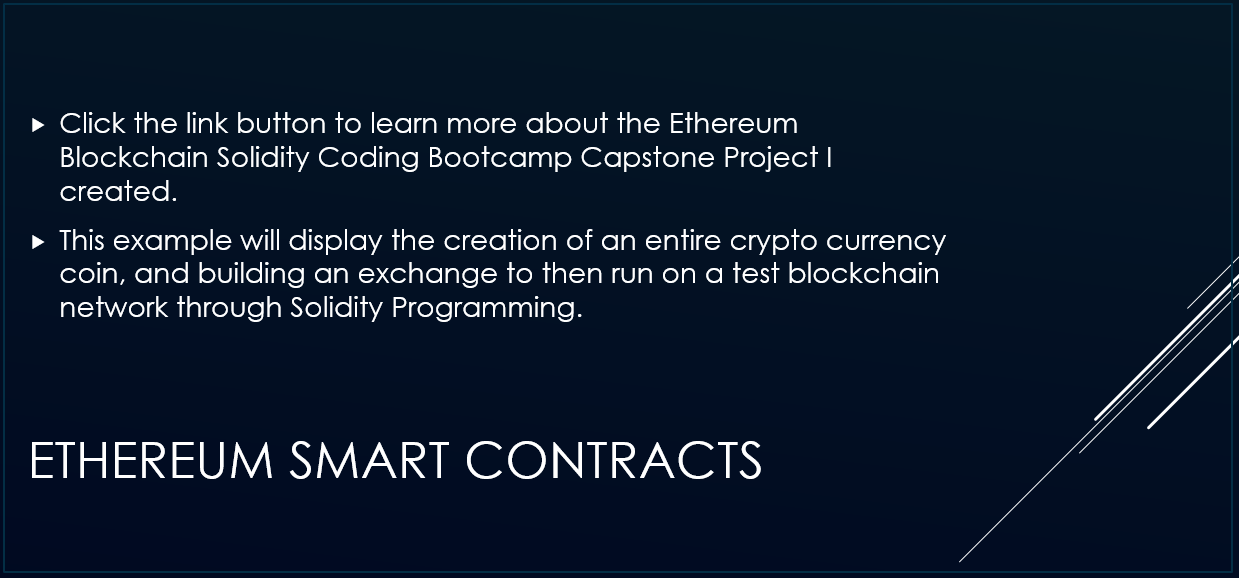 Click the link button to learn more about the Ethereum
Blockchain Solidity Coding Bootcamp Capstone Project I
created.
This example will display the creation of an entire crypto currency
coin, and building an exchange to then run on a test blockchain
network through Solidity Programming.
ETHEREUM SMART CONTRACTS